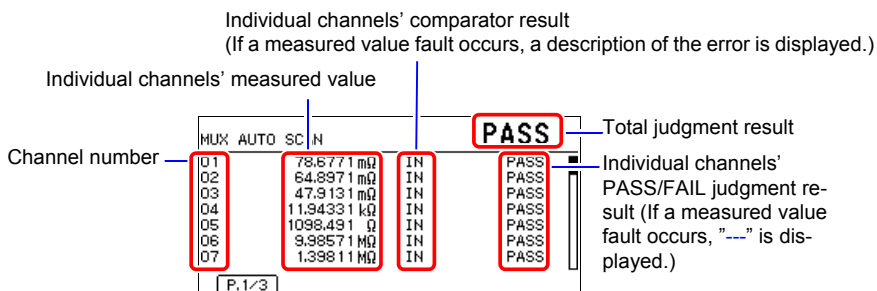 Individual channels' comparator result
(If a measured value fault occurs, a description of the error is displayed.)
Individual channels' measured value
MUX AUTO SCAN PASS
Total judgment result
Channel number
01 78.6771 mΩ IN PASS
02 64.8971 mΩ IN PASS
03 47.9131 mΩ IN PASS
04 11.94331 kΩ IN PASS
05 1098.491 Ω IN PASS
06 9.98571 MΩ IN PASS
07 1.39811 MΩ IN PASS
Individual channels'
PASS/FAIL judgment re-
sult (If a measured value
fault occurs, "---" is dis-
played.)
P.1/3